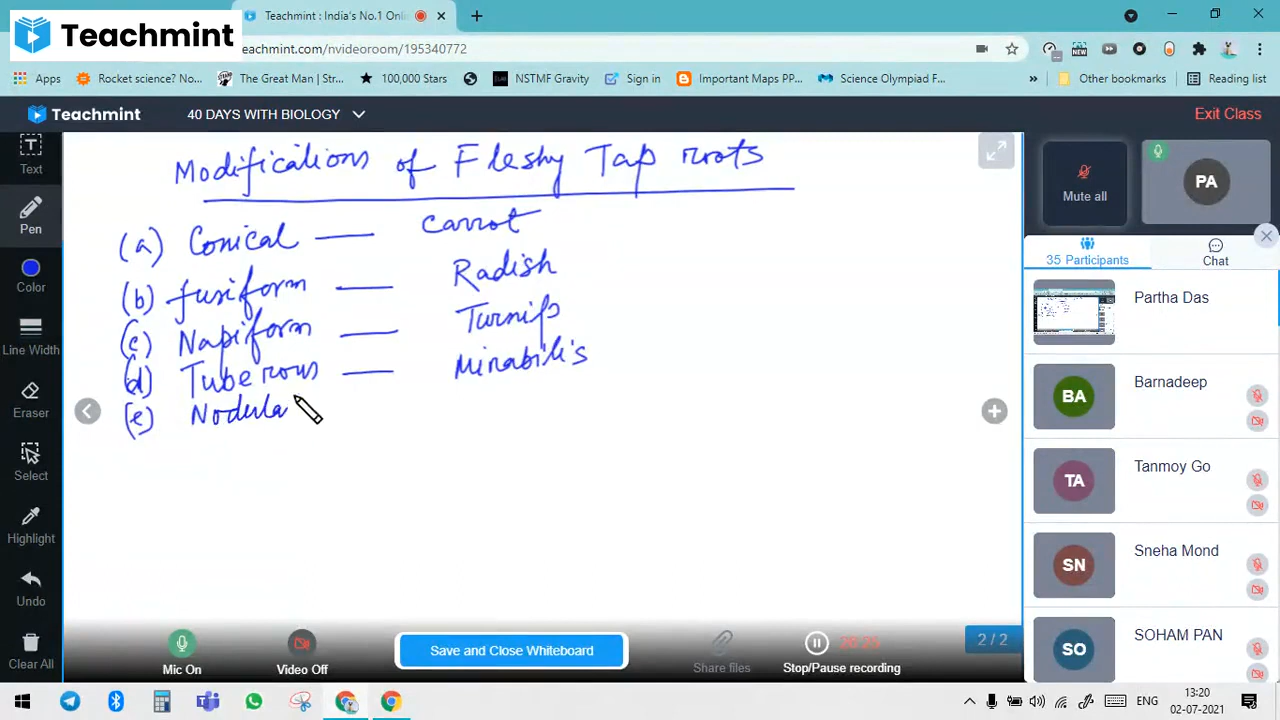 Teachmint : India's No.1 Onli
Teachmint
eachmint.com/nvideoroom/195340772
Apps
Rocket science? No...
The Great Man | Str...
100,000 Stars
NSTMF Gravity
Sign in
Important Maps PP...
Science Olympiad F...
»
Other bookmarks
Reading list
Teachmint
40 DAYS WITH BIOLOGY
Exit Class
Text
Pen
Color
Line Width
Eraser
Select
Highlight
Undo
Clear All
Modifications of Fleshy Tap roots
(a) Conical — Carrot
(b) fusiform — Radish
(c) Napiform — Turnip
(d) Tuberous — Mirabilis
(e) Nodula
Mute all
PA
35 Participants
Chat
Partha Das
BA
Barnadeep
TA
Tanmoy Go
SN
Sneha Mond
SO
SOHAM PAN
Mic On
Video Off
Save and Close Whiteboard
Share files
Stop/Pause recording
2 / 2
ENG
13:20
02-07-2021